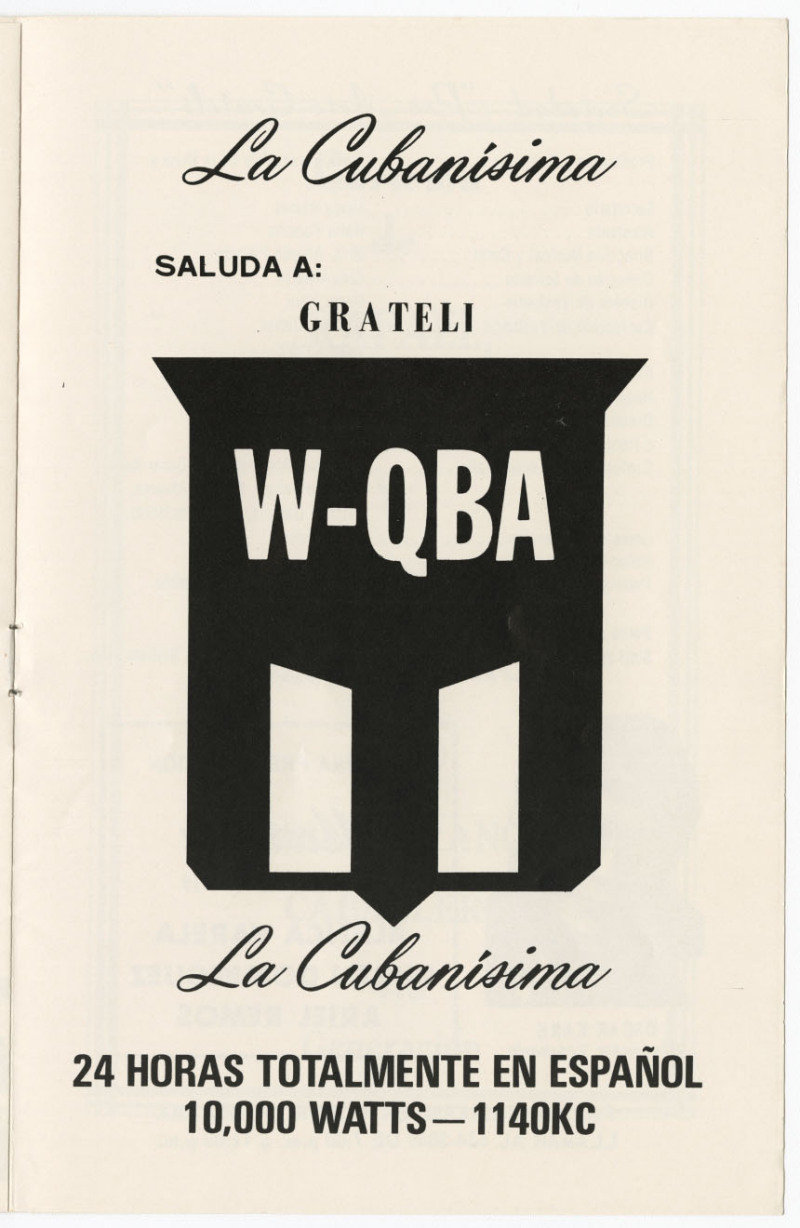 La Cubanísima
SALUDA A:
GRATELI
W-QBA
La Cubanísima
24 HORAS TOTALMENTE EN ESPAÑOL
10,000 WATTS—1140KC